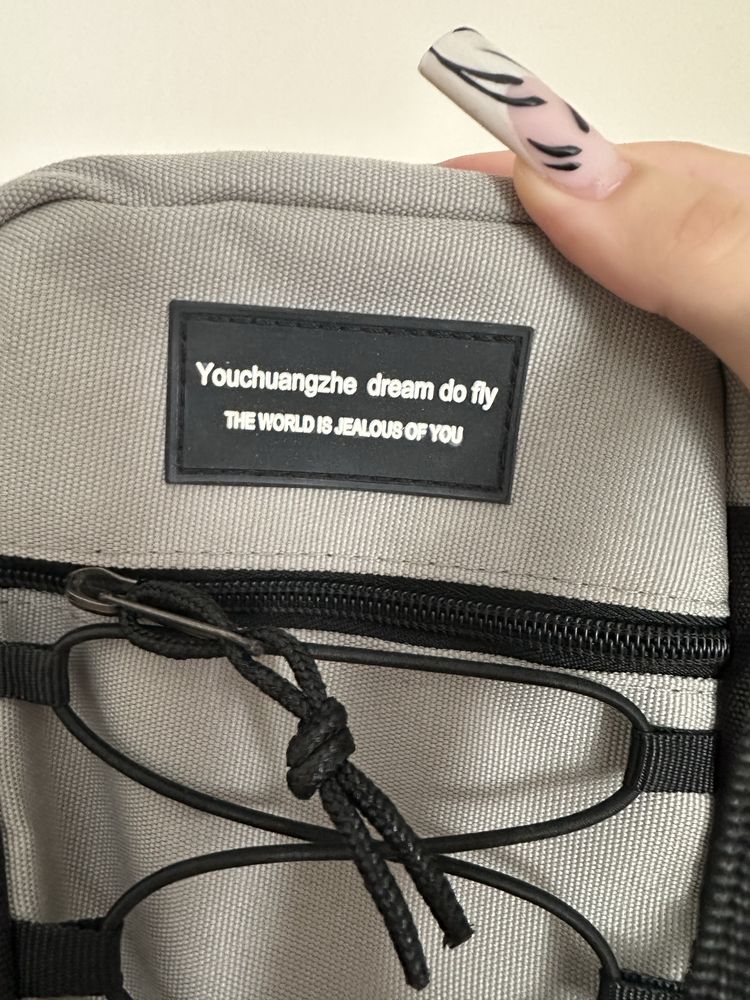 Youchuangzhe dream do fly
THE WORLD IS JEALOUS OF YOU